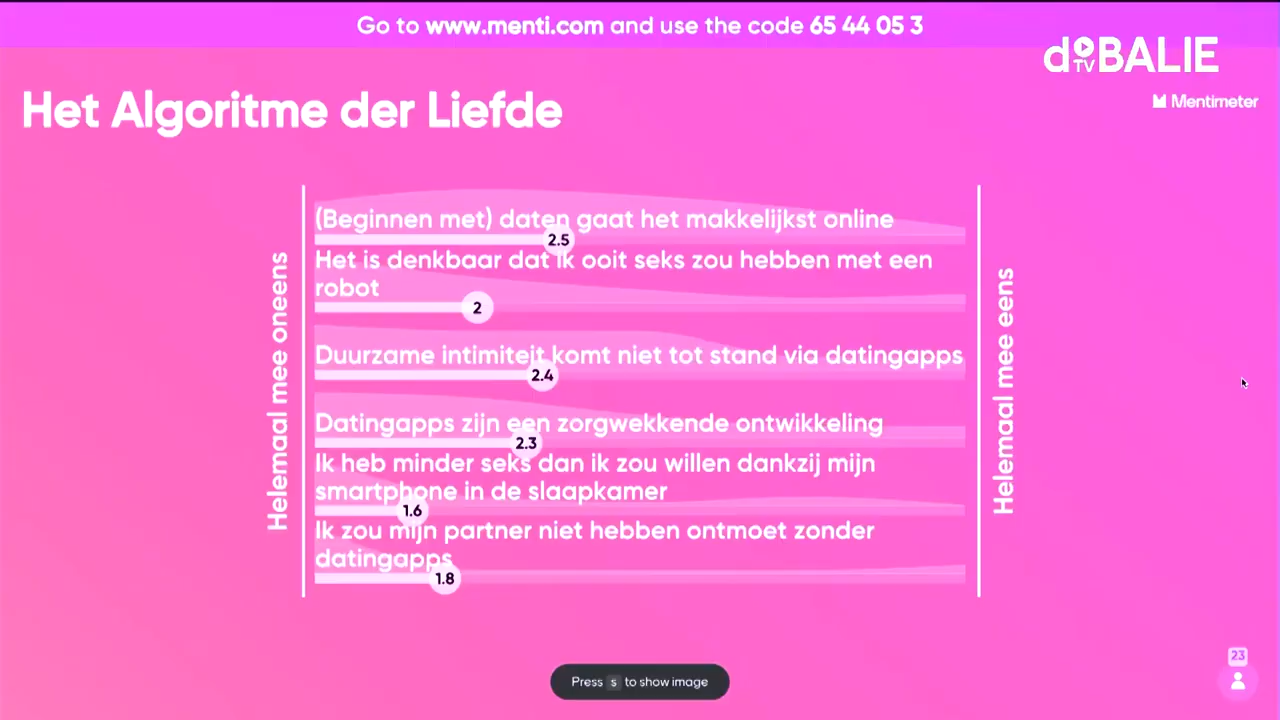 Go to www.menti.com and use the code 65 44 05 3
dTVBALIE
Mentimeter
Het Algoritme der Liefde
Helemaal mee oneens
(Beginnen met) daten gaat het makkelijkst online
2.5
Het is denkbaar dat ik ooit seks zou hebben met een
robot
2
Duurzame intimiteit komt niet tot stand via datingapps
2.4
Datingapps zijn een zorgwekkende ontwikkeling
2.3
Ik heb minder seks dan ik zou willen dankzij mijn
smartphone in de slaapkamer
1.6
Ik zou mijn partner niet hebben ontmoet zonder
datingapps
1.8
Helemaal mee eens
23
Press s to show image